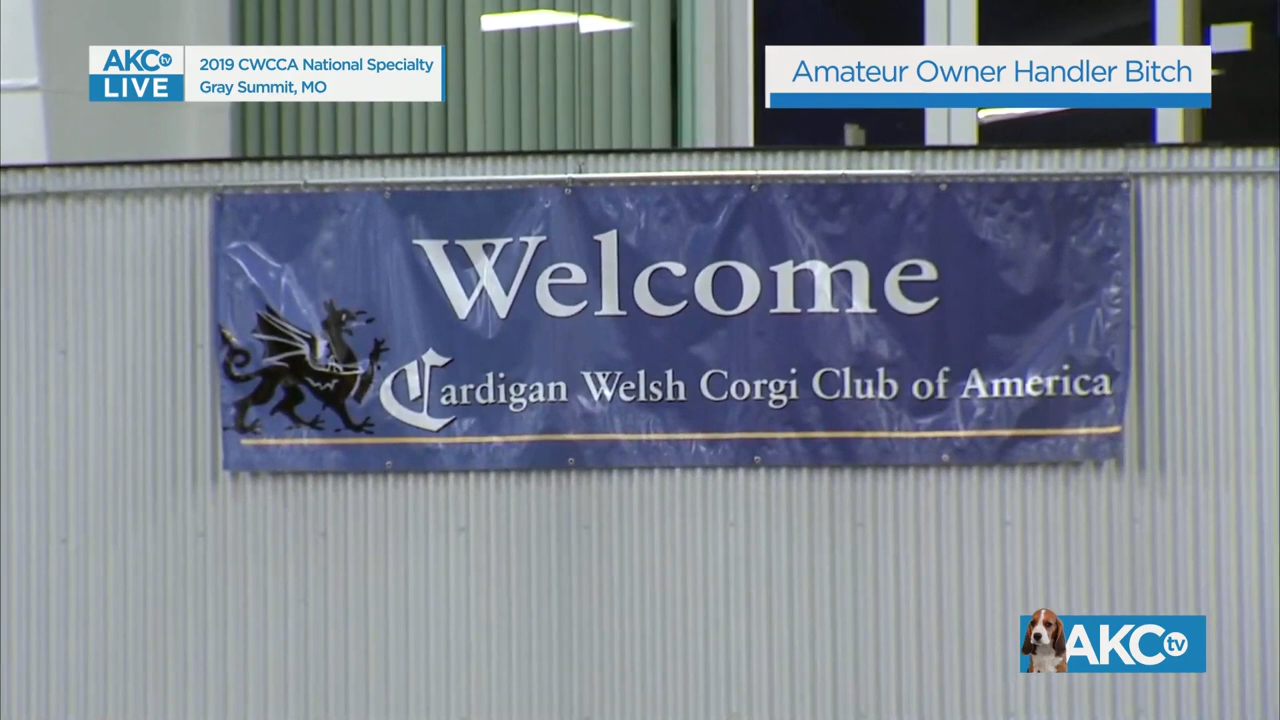 AKC tv
LIVE
2019 CWCCA National Specialty
Gray Summit, MO
Amateur Owner Handler Bitch
Welcome
Cardigan Welsh Corgi Club of America
AKC tv